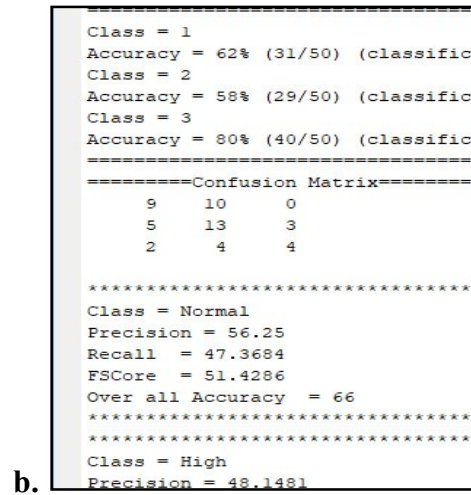 ==================================
Class = 1
Accuracy = 62% (31/50) (classific
Class = 2
Accuracy = 58% (29/50) (classific
Class = 3
Accuracy = 80% (40/50) (classific
==================================
=========Confusion Matrix========
9 10 0
5 13 3
2 4 4
*********************************
Class = Normal
Precision = 56.25
Recall = 47.3684
FSCore = 51.4286
Over all Accuracy = 66
*********************************
*********************************
Class = High
b. Precision = 48.1481